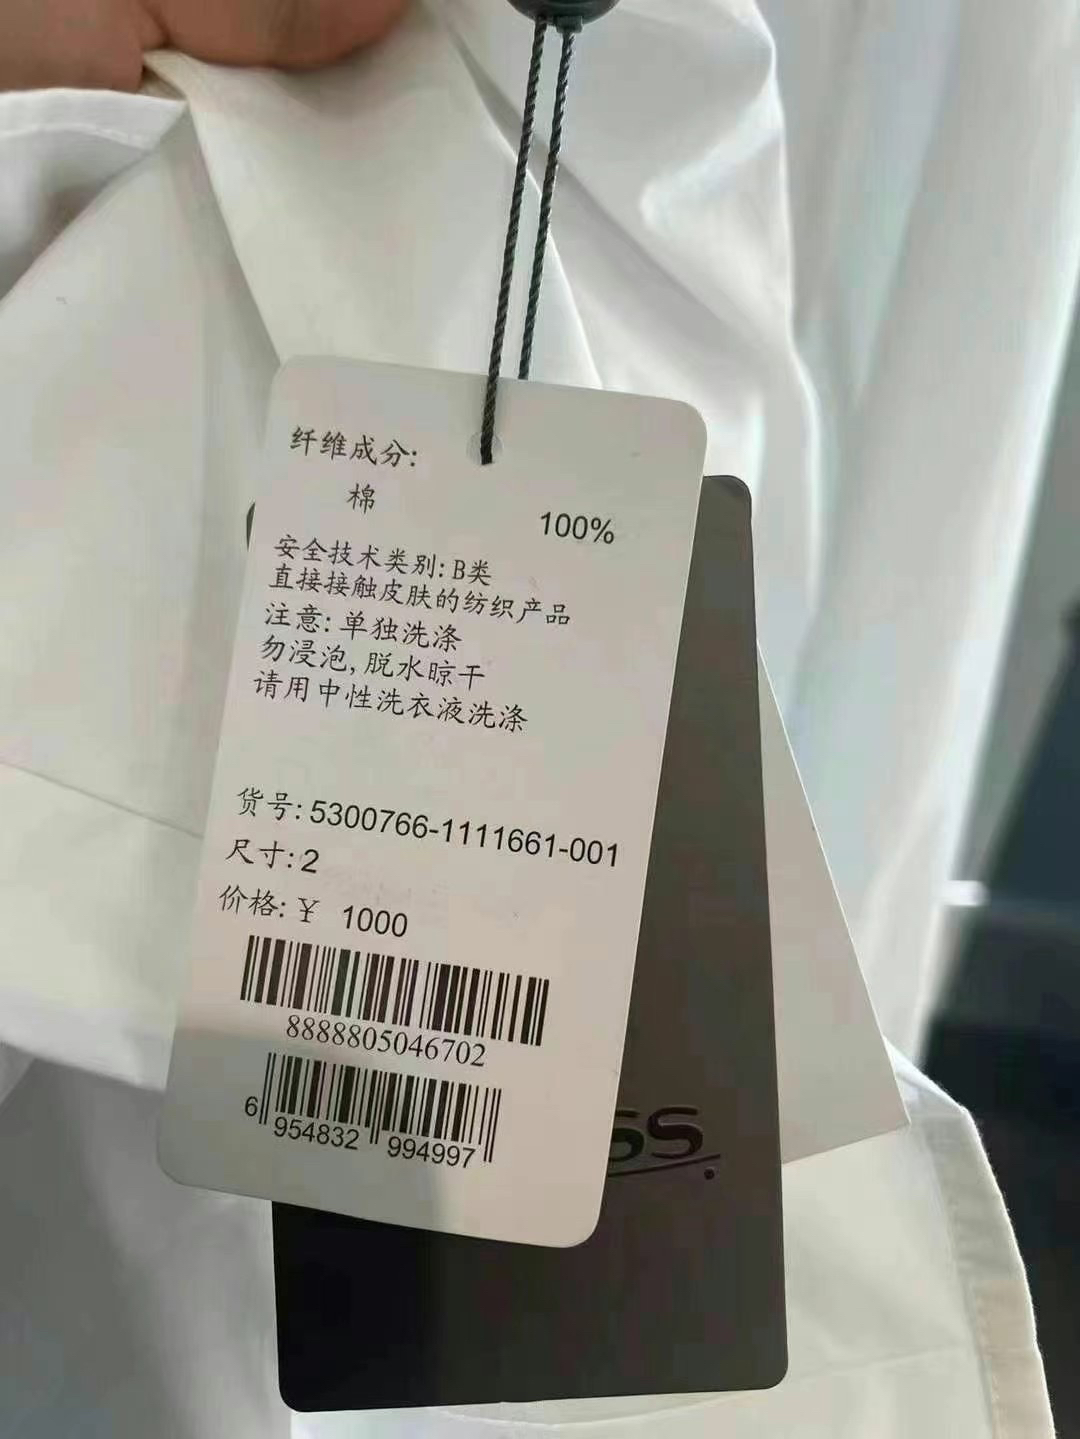 纤维成分:
棉 100%
安全技术类别: B类
直接接触皮肤的纺织产品
注意: 单独洗涤
勿浸泡, 脱水晾干
请用中性洗衣液洗涤
货号: 5300766-1111661-001
尺寸: 2
价格: ¥ 1000
8888805046702
6 954832 994997